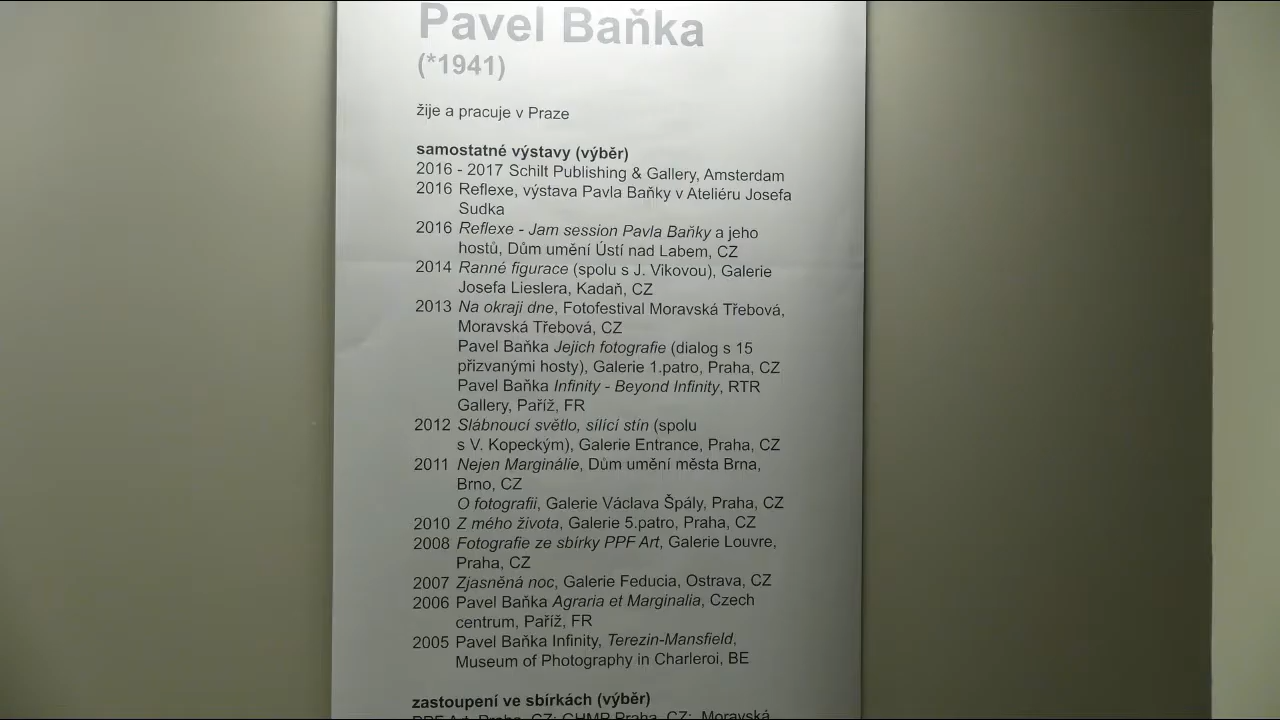 Pavel Baňka
(*1941)
žije a pracuje v Praze
samostatné výstavy (výběr)
2016 - 2017 Schilt Publishing & Gallery, Amsterdam
2016 Reflexe, výstava Pavla Baňky v Ateliéru Josefa
Sudka
2016 Reflexe - Jam session Pavla Baňky a jeho
hostů, Dům umění Ústí nad Labem, CZ
2014 Ranné figurace (spolu s J. Vikovou), Galerie
Josefa Lieslera, Kadaň, CZ
2013 Na okraji dne, Fotofestival Moravská Třebová,
Moravská Třebová, CZ
Pavel Baňka Jejich fotografie (dialog s 15
přizvanými hosty), Galerie 1.patro, Praha, CZ
Pavel Baňka Infinity - Beyond Infinity, RTR
Gallery, Paříž, FR
2012 Slábnoucí světlo, sílící stín (spolu
s V. Kopeckým), Galerie Entrance, Praha, CZ
2011 Nejen Marginálie, Dům umění města Brna,
Brno, CZ
O fotografii, Galerie Václava Špály, Praha, CZ
2010 Z mého života, Galerie 5.patro, Praha, CZ
2008 Fotografie ze sbírky PPF Art, Galerie Louvre,
Praha, CZ
2007 Zjasněná noc, Galerie Feducia, Ostrava, CZ
2006 Pavel Baňka Agraria et Marginalia, Czech
centrum, Paříž, FR
2005 Pavel Baňka Infinity, Terezin-Mansfield,
Museum of Photography in Charleroi, BE
zastoupení ve sbírkách (výběr)
PPF Art, Praha, CZ; GHMP Praha, CZ; Moravská